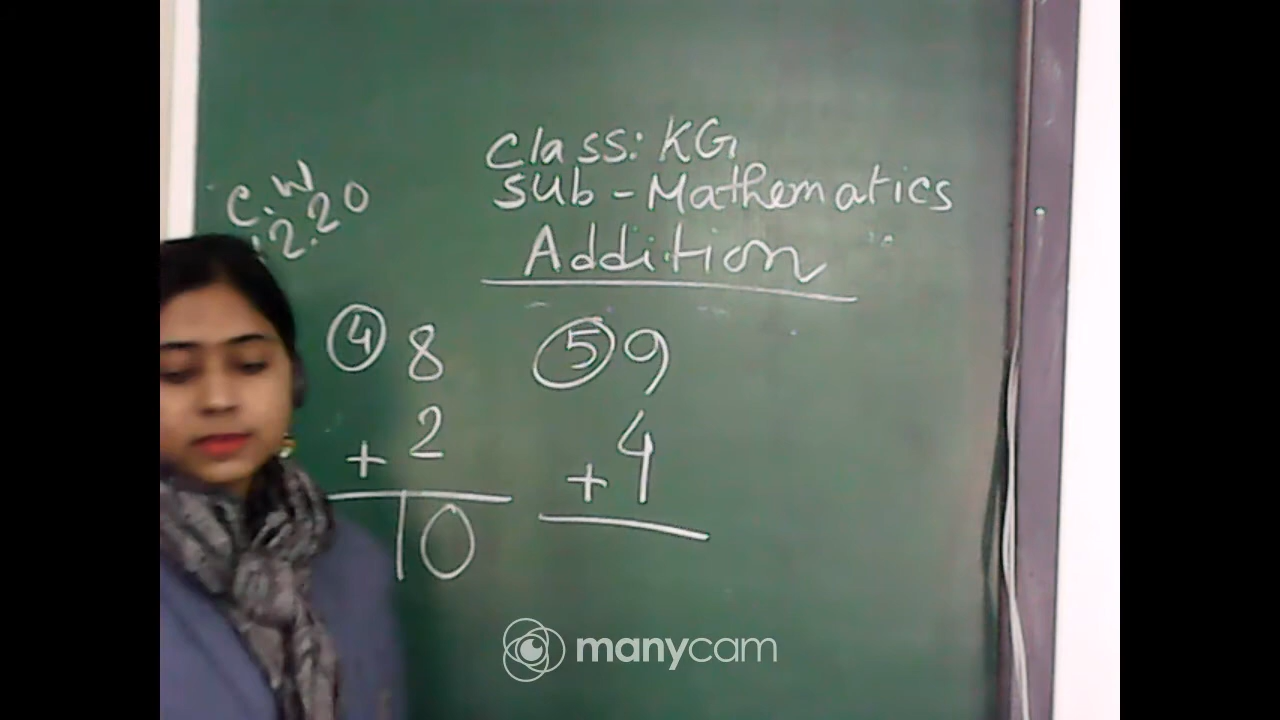 Class: KG
Sub - Mathematics
C.W
12.20
Addition
④ 8
+ 2
10
⑤ 9
+ 4
manycam